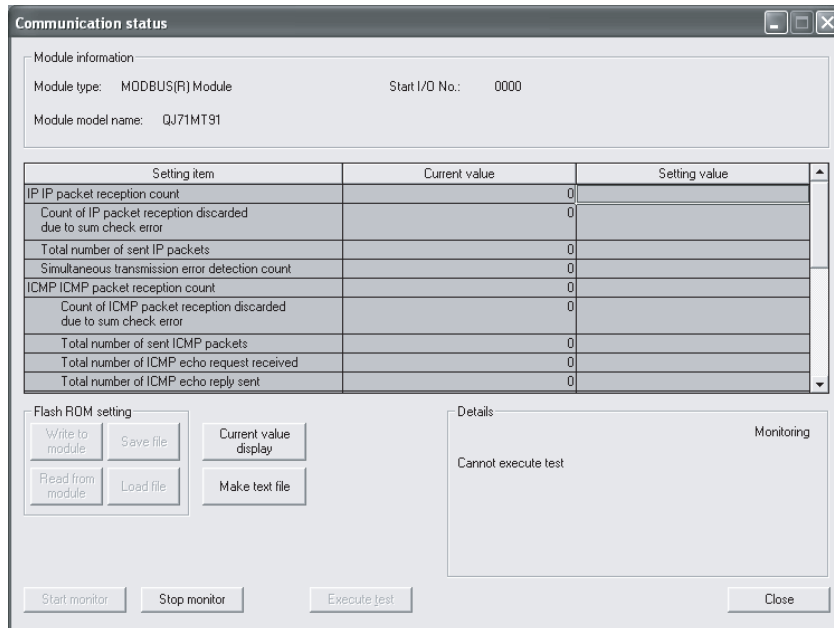 Communication status
Module information
Module type: MODBUS(R) Module Start I/O No.: 0000
Module model name: QJ71MT91
Setting item Current value Setting value
IP IP packet reception count 0
Count of IP packet reception discarded
due to sum check error 0
Total number of sent IP packets 0
Simultaneous transmission error detection count 0
ICMP ICMP packet reception count 0
Count of ICMP packet reception discarded
due to sum check error 0
Total number of sent ICMP packets 0
Total number of ICMP echo request received 0
Total number of ICMP echo reply sent 0
Flash ROM setting
Write to
module
Save file
Current value
display
Read from
module
Load file
Make text file
Details
Monitoring
Cannot execute test
Start monitor Stop monitor Execute test Close